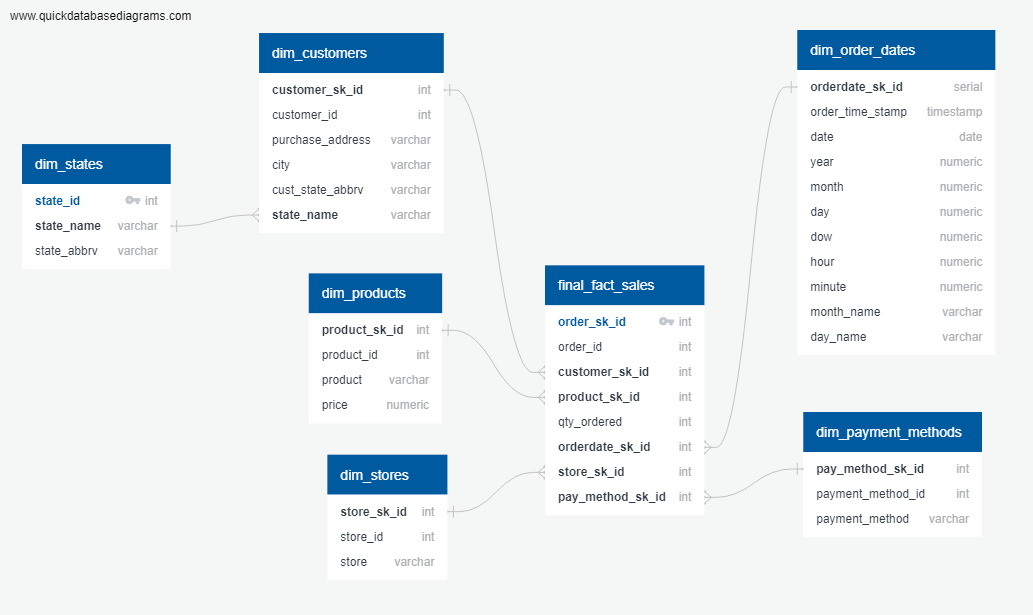 www.quickdatabasediagrams.com
dim_customers
customer_sk_id int
customer_id int
purchase_address varchar
city varchar
cust_state_abbrv varchar
state_name varchar
dim_order_dates
orderdate_sk_id serial
order_time_stamp timestamp
date date
year numeric
month numeric
day numeric
dow numeric
hour numeric
minute numeric
month_name varchar
day_name varchar
dim_states
state_id int
state_name varchar
state_abbrv varchar
dim_products
product_sk_id int
product_id int
product varchar
price numeric
final_fact_sales
order_sk_id int
order_id int
customer_sk_id int
product_sk_id int
qty_ordered int
orderdate_sk_id int
store_sk_id int
pay_method_sk_id int
dim_stores
store_sk_id int
store_id int
store varchar
dim_payment_methods
pay_method_sk_id int
payment_method_id int
payment_method varchar